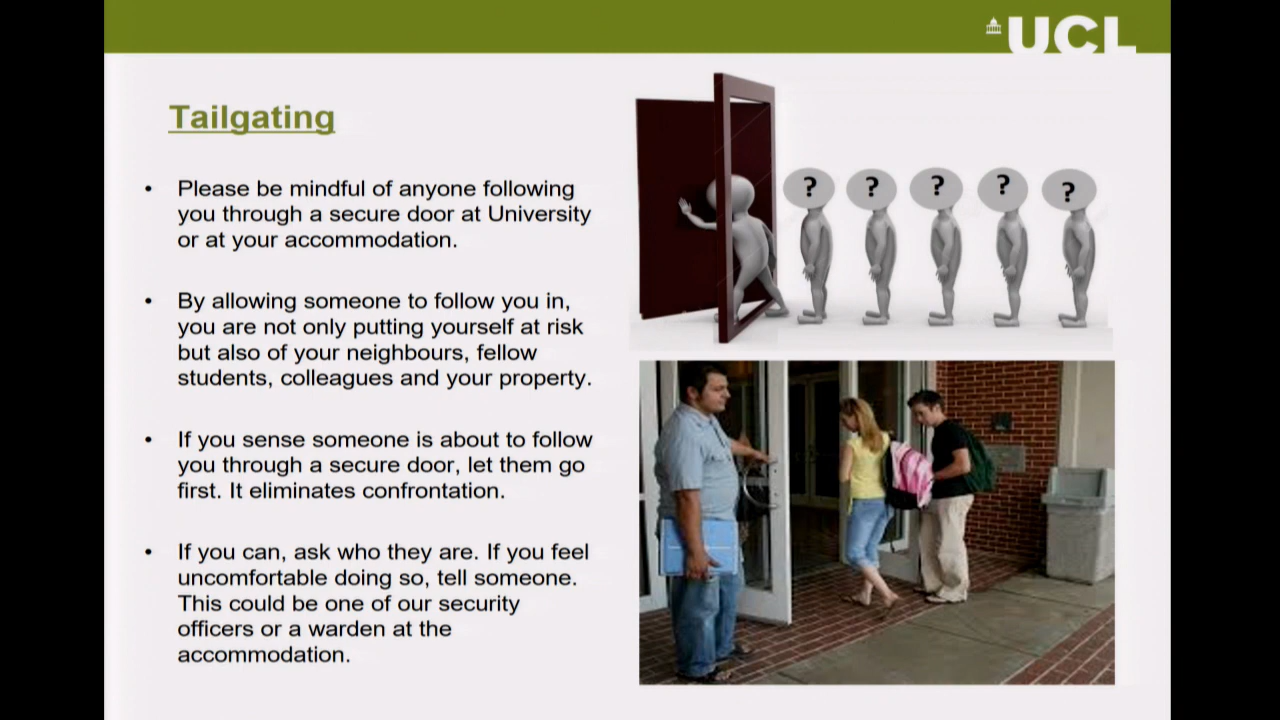 UCL
Tailgating
• Please be mindful of anyone following
you through a secure door at University
or at your accommodation.
• By allowing someone to follow you in,
you are not only putting yourself at risk
but also of your neighbours, fellow
students, colleagues and your property.
• If you sense someone is about to follow
you through a secure door, let them go
first. It eliminates confrontation.
• If you can, ask who they are. If you feel
uncomfortable doing so, tell someone.
This could be one of our security
officers or a warden at the
accommodation.
? ? ? ? ?